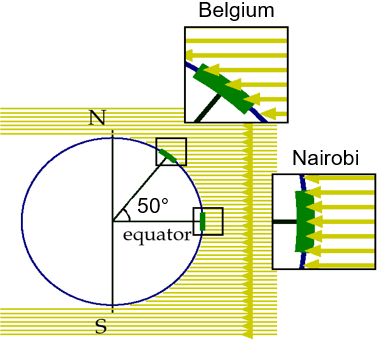 Belgium
N
Nairobi
50°
equator
S